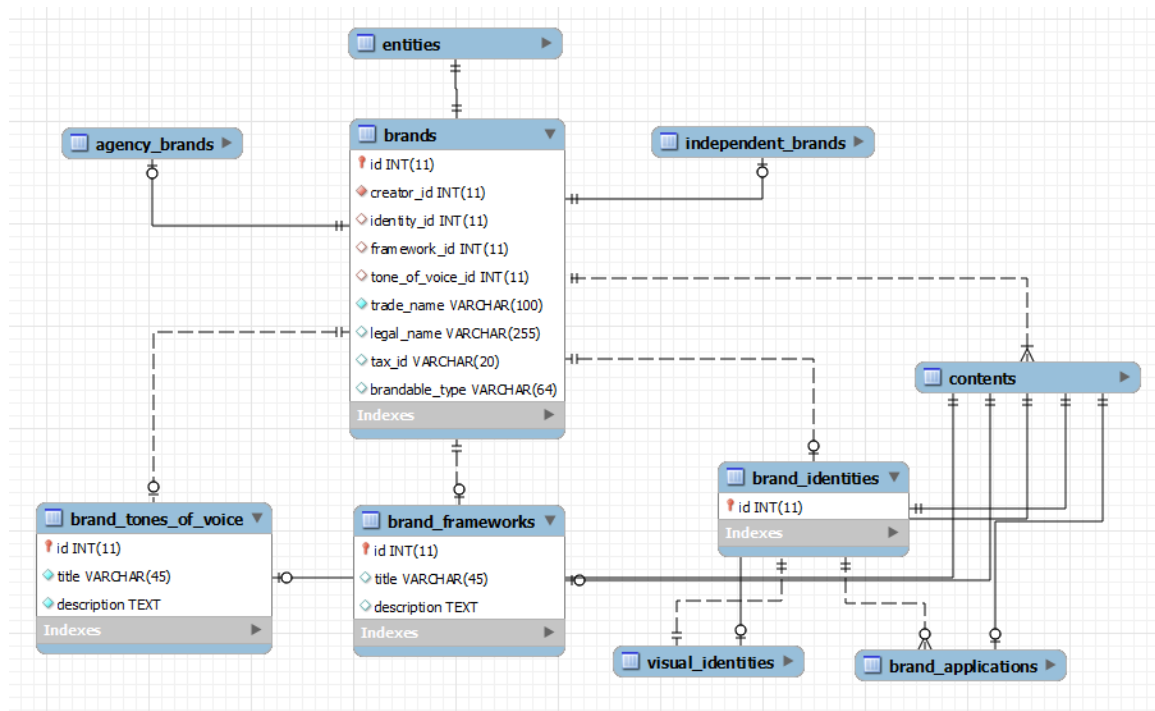 entities
agency_brands
brands
independent_brands
id INT(11)
creator_id INT(11)
identity_id INT(11)
framework_id INT(11)
tone_of_voice_id INT(11)
trade_name VARCHAR(100)
legal_name VARCHAR(255)
tax_id VARCHAR(20)
brandable_type VARCHAR(64)
Indexes
contents
brand_identities
id INT(11)
Indexes
brand_tones_of_voice
id INT(11)
title VARCHAR(45)
description TEXT
Indexes
brand_frameworks
id INT(11)
title VARCHAR(45)
description TEXT
Indexes
visual_identities
brand_applications